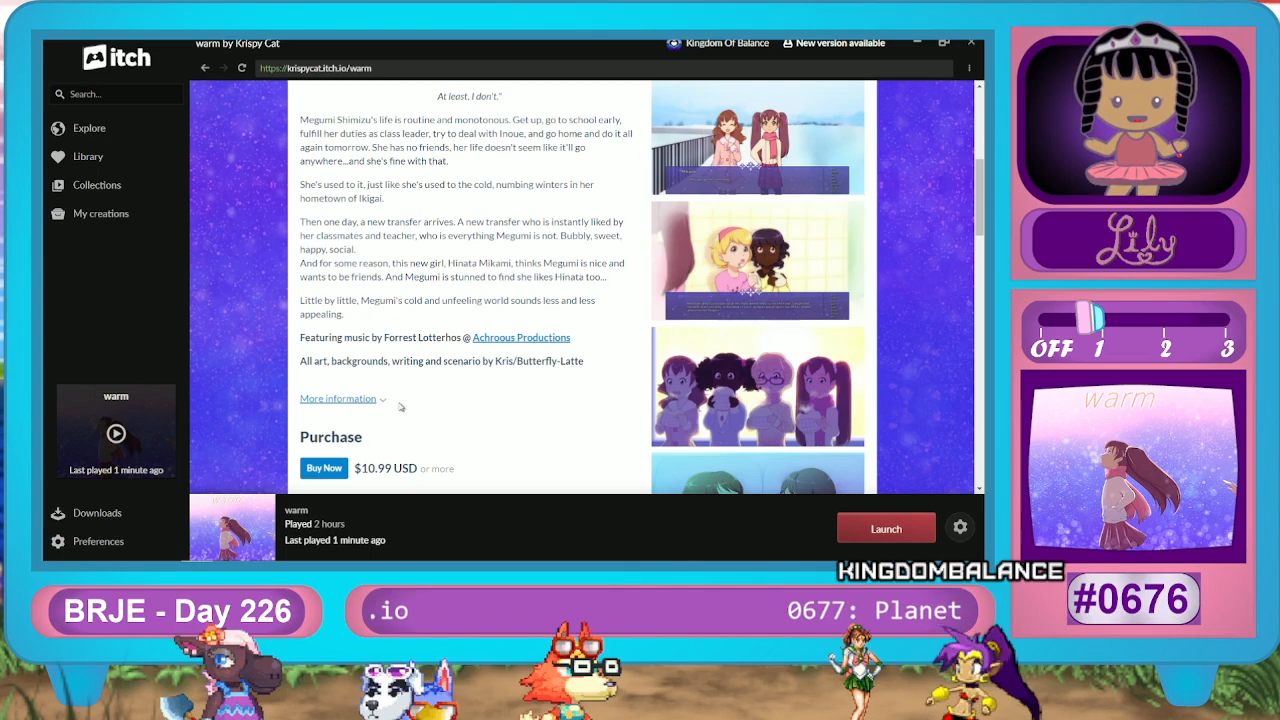 itch
warm by Krispy Cat
Kingdom Of Balance
New version available
https://krispycat.itch.io/warm
Search...
Explore
Library
Collections
My creations
warm
Last played 1 minute ago
Downloads
Preferences
At least, I don't."
Megumi Shimizu's life is routine and monotonous. Get up, go to school early,
fulfill her duties as class leader, try to deal with Inoue, and go home and do it all
again tomorrow. She has no friends, her life doesn't seem like it'll go
anywhere...and she's fine with that.
She's used to it, just like she's used to the cold, numbing winters in her
hometown of Ikigai.
Then one day, a new transfer arrives. A new transfer who is instantly liked by
her classmates and teacher, who is everything Megumi is not. Bubbly, sweet,
happy, social.
And for some reason, this new girl, Hinata Mikami, thinks Megumi is nice and
wants to be friends. And Megumi is stunned to find she likes Hinata too...
Little by little, Megumi's cold and unfeeling world sounds less and less
appealing.
Featuring music by Forrest Lotterhos @ Achroous Productions
All art, backgrounds, writing and scenario by Kris/Butterfly-Latte
More information
Purchase
Buy Now $10.99 USD or more
warm
Played 2 hours
Last played 1 minute ago
Launch
Lily
OFF 1 2 3
warm
KINGDOMBALANCE
#0676
BRJE - Day 226
.io
0677: Planet